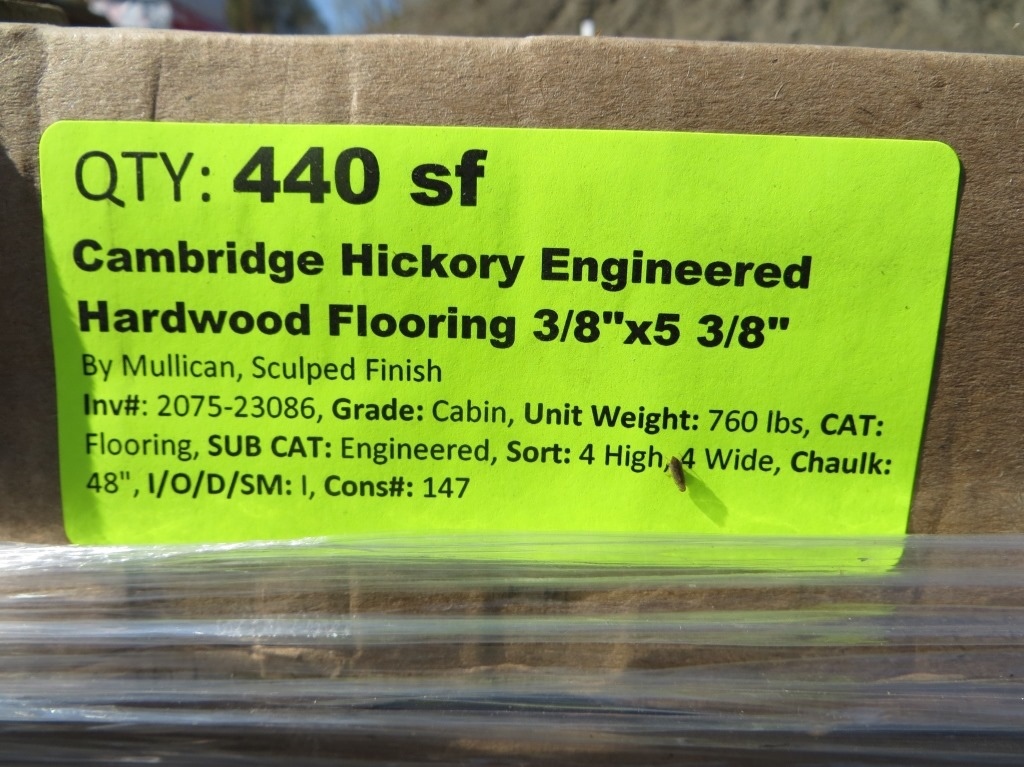 QTY: 440 sf
Cambridge Hickory Engineered
Hardwood Flooring 3/8"x5 3/8"
By Mullican, Sculped Finish
Inv#: 2075-23086, Grade: Cabin, Unit Weight: 760 lbs, CAT:
Flooring, SUB CAT: Engineered, Sort: 4 High, 4 Wide, Chaulk:
48", I/O/D/SM: I, Cons#: 147